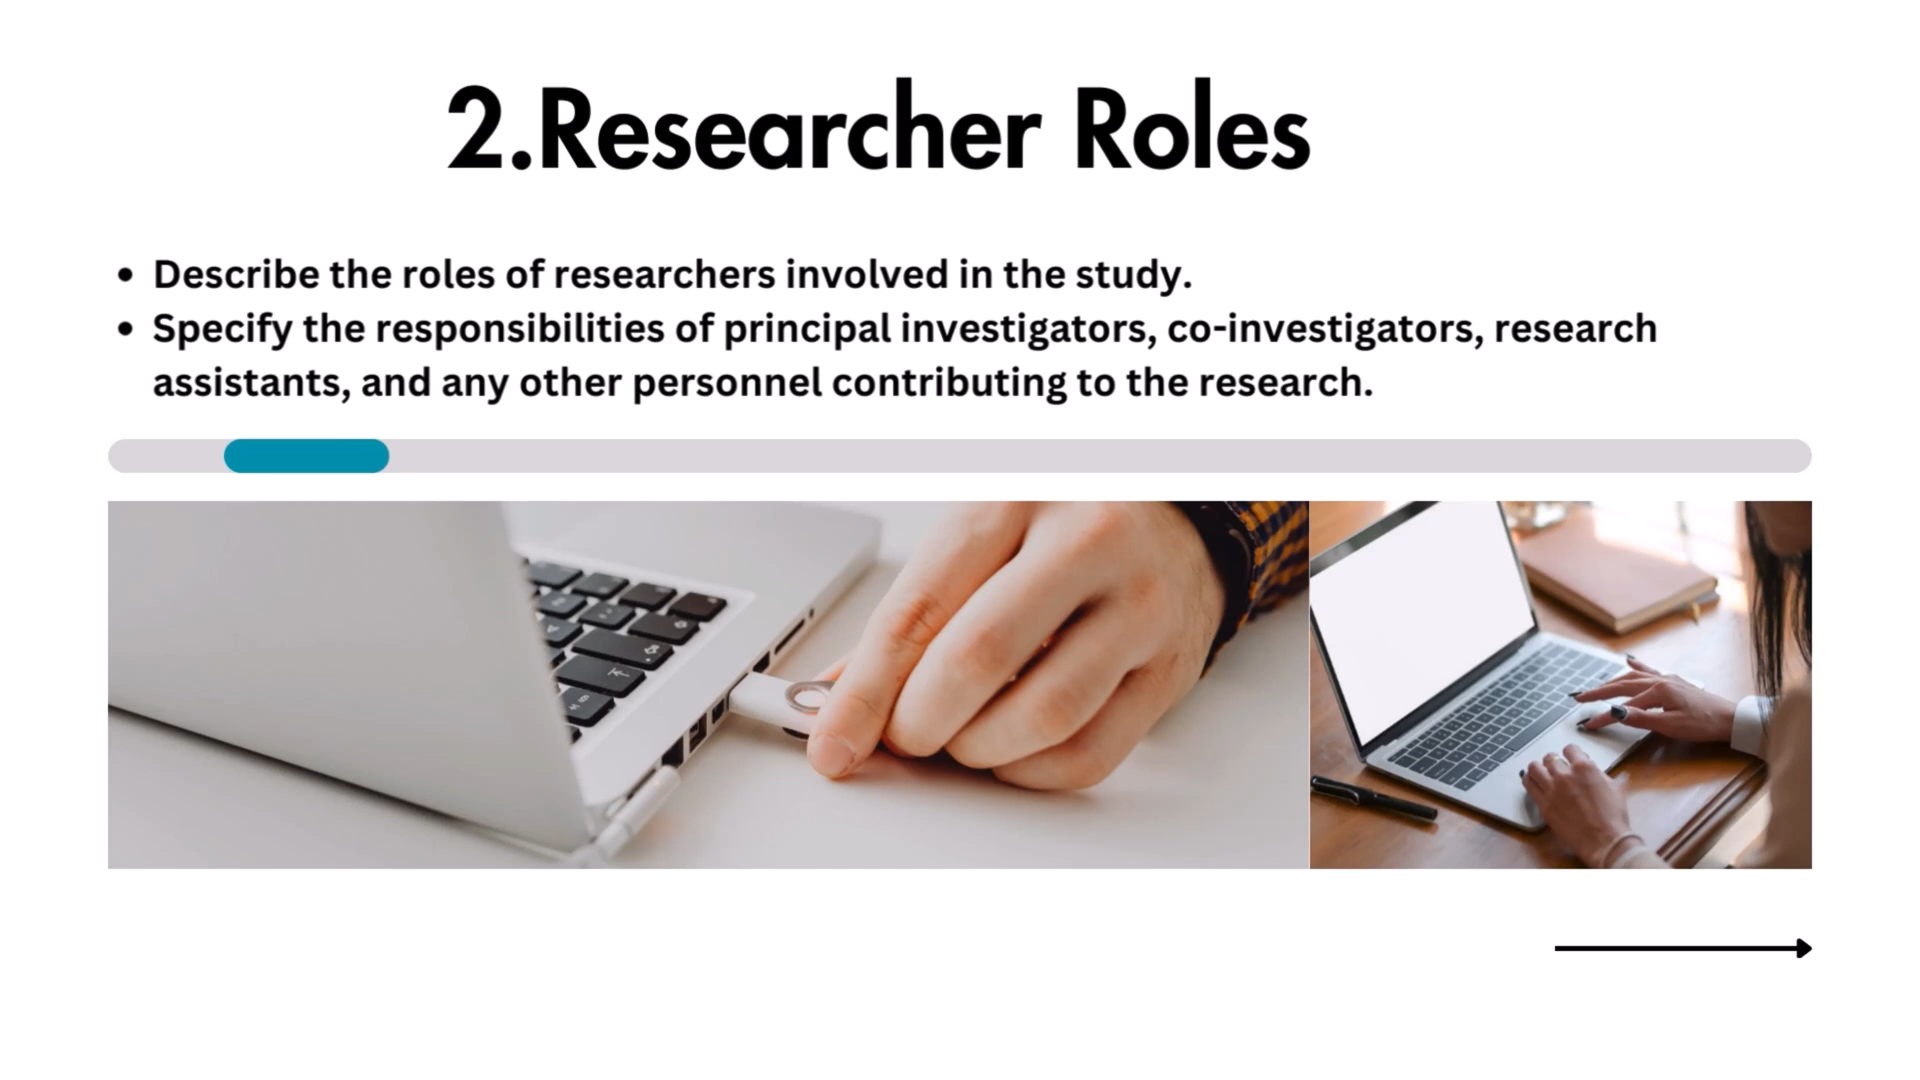 2.Researcher Roles
• Describe the roles of researchers involved in the study.
• Specify the responsibilities of principal investigators, co-investigators, research
assistants, and any other personnel contributing to the research.